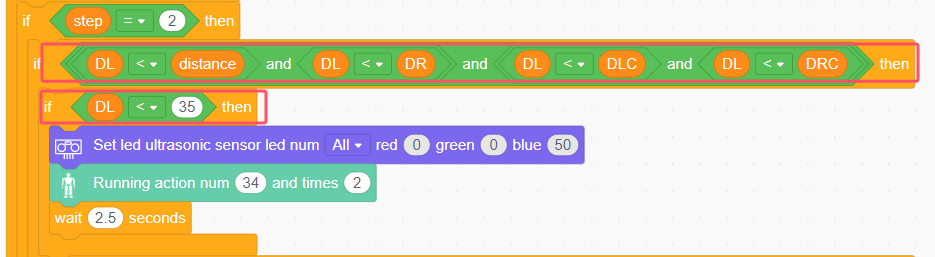 if step = 2 then
if DL < distance and DL < DR and DL < DLC and DL < DRC then
if DL < 35 then
Set led ultrasonic sensor led num All red 0 green 0 blue 50
Running action num 34 and times 2
wait 2.5 seconds